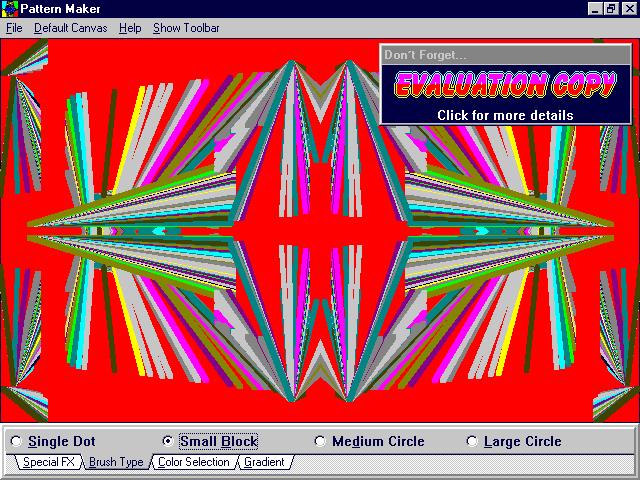 Pattern Maker
File Default Canvas Help Show Toolbar
Don't Forget...
EVALUATION COPY
Click for more details
Single Dot Small Block Medium Circle Large Circle
Special FX Brush Type Color Selection Gradient